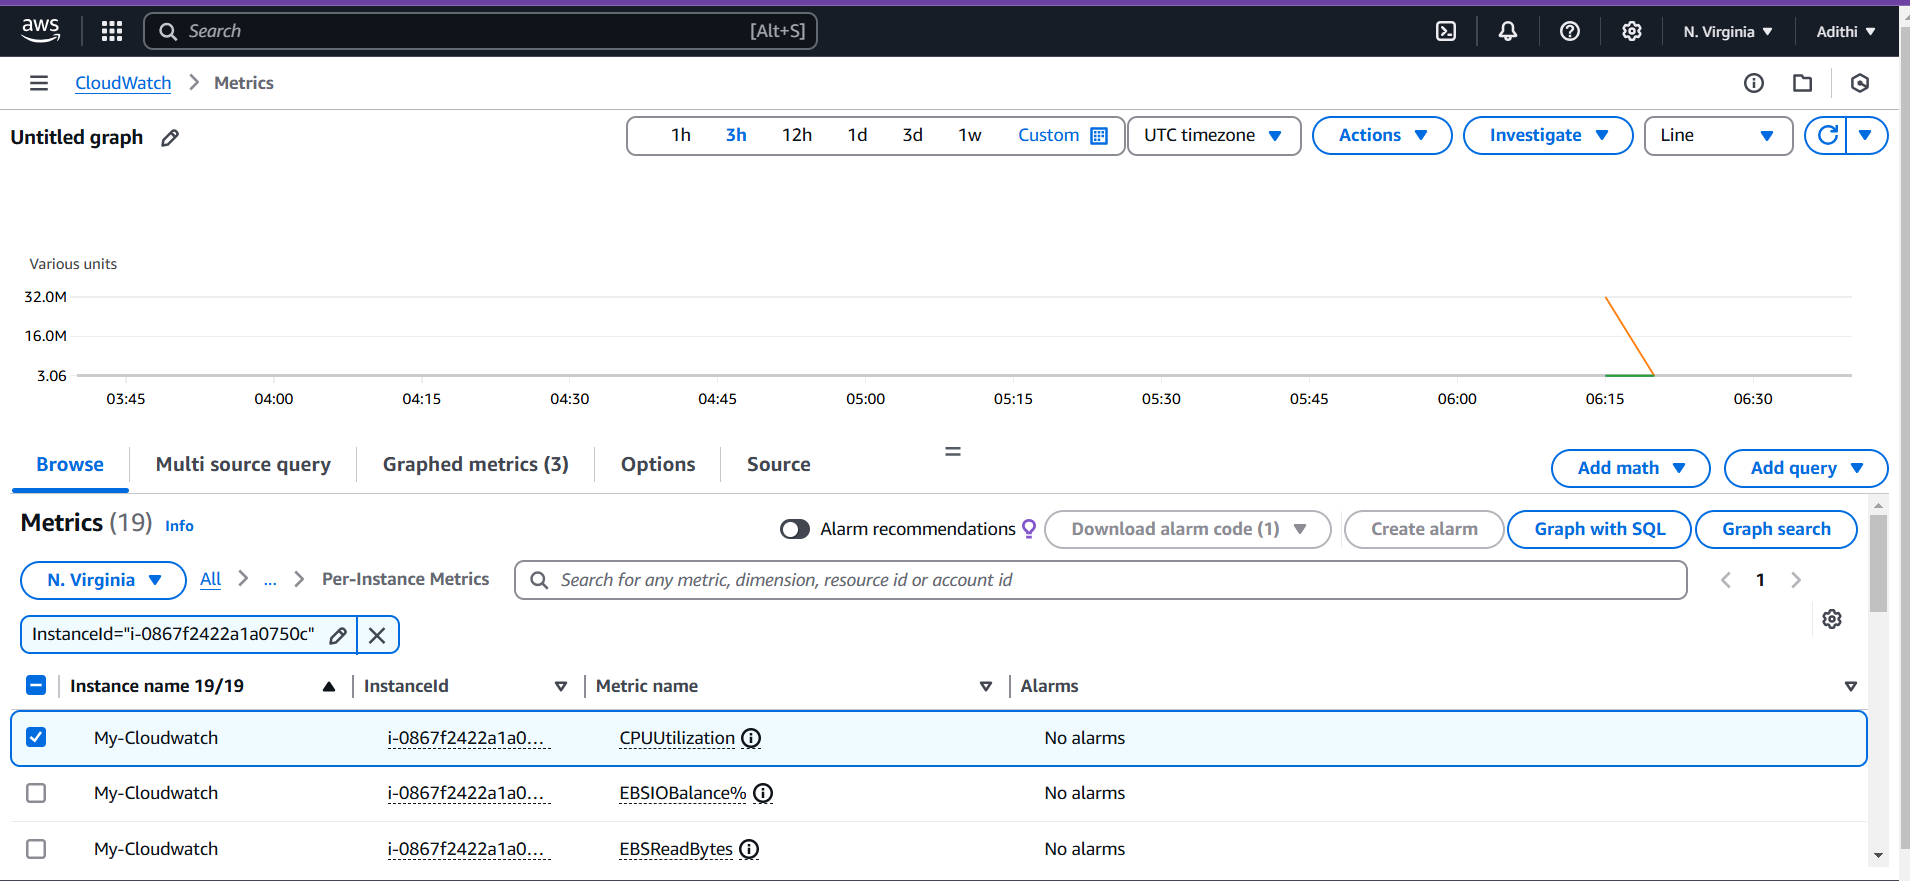 aws Search [Alt+S] N. Virginia Adithi
CloudWatch Metrics
Untitled graph 1h 3h 12h 1d 3d 1w Custom UTC timezone Actions Investigate Line
Various units
32.0M
16.0M
3.06
03:45 04:00 04:15 04:30 04:45 05:00 05:15 05:30 05:45 06:00 06:15 06:30
Browse Multi source query Graphed metrics (3) Options Source Add math Add query
Metrics (19) Info Alarm recommendations Download alarm code (1) Create alarm Graph with SQL Graph search
N. Virginia All ... Per-Instance Metrics Search for any metric, dimension, resource id or account id 1
InstanceId="i-0867f2422a1a0750c"
Instance name 19/19 InstanceId Metric name Alarms
My-Cloudwatch i-0867f2422a1a0... CPUUtilization No alarms
My-Cloudwatch i-0867f2422a1a0... EBSIOBalance% No alarms
My-Cloudwatch i-0867f2422a1a0... EBSReadBytes No alarms